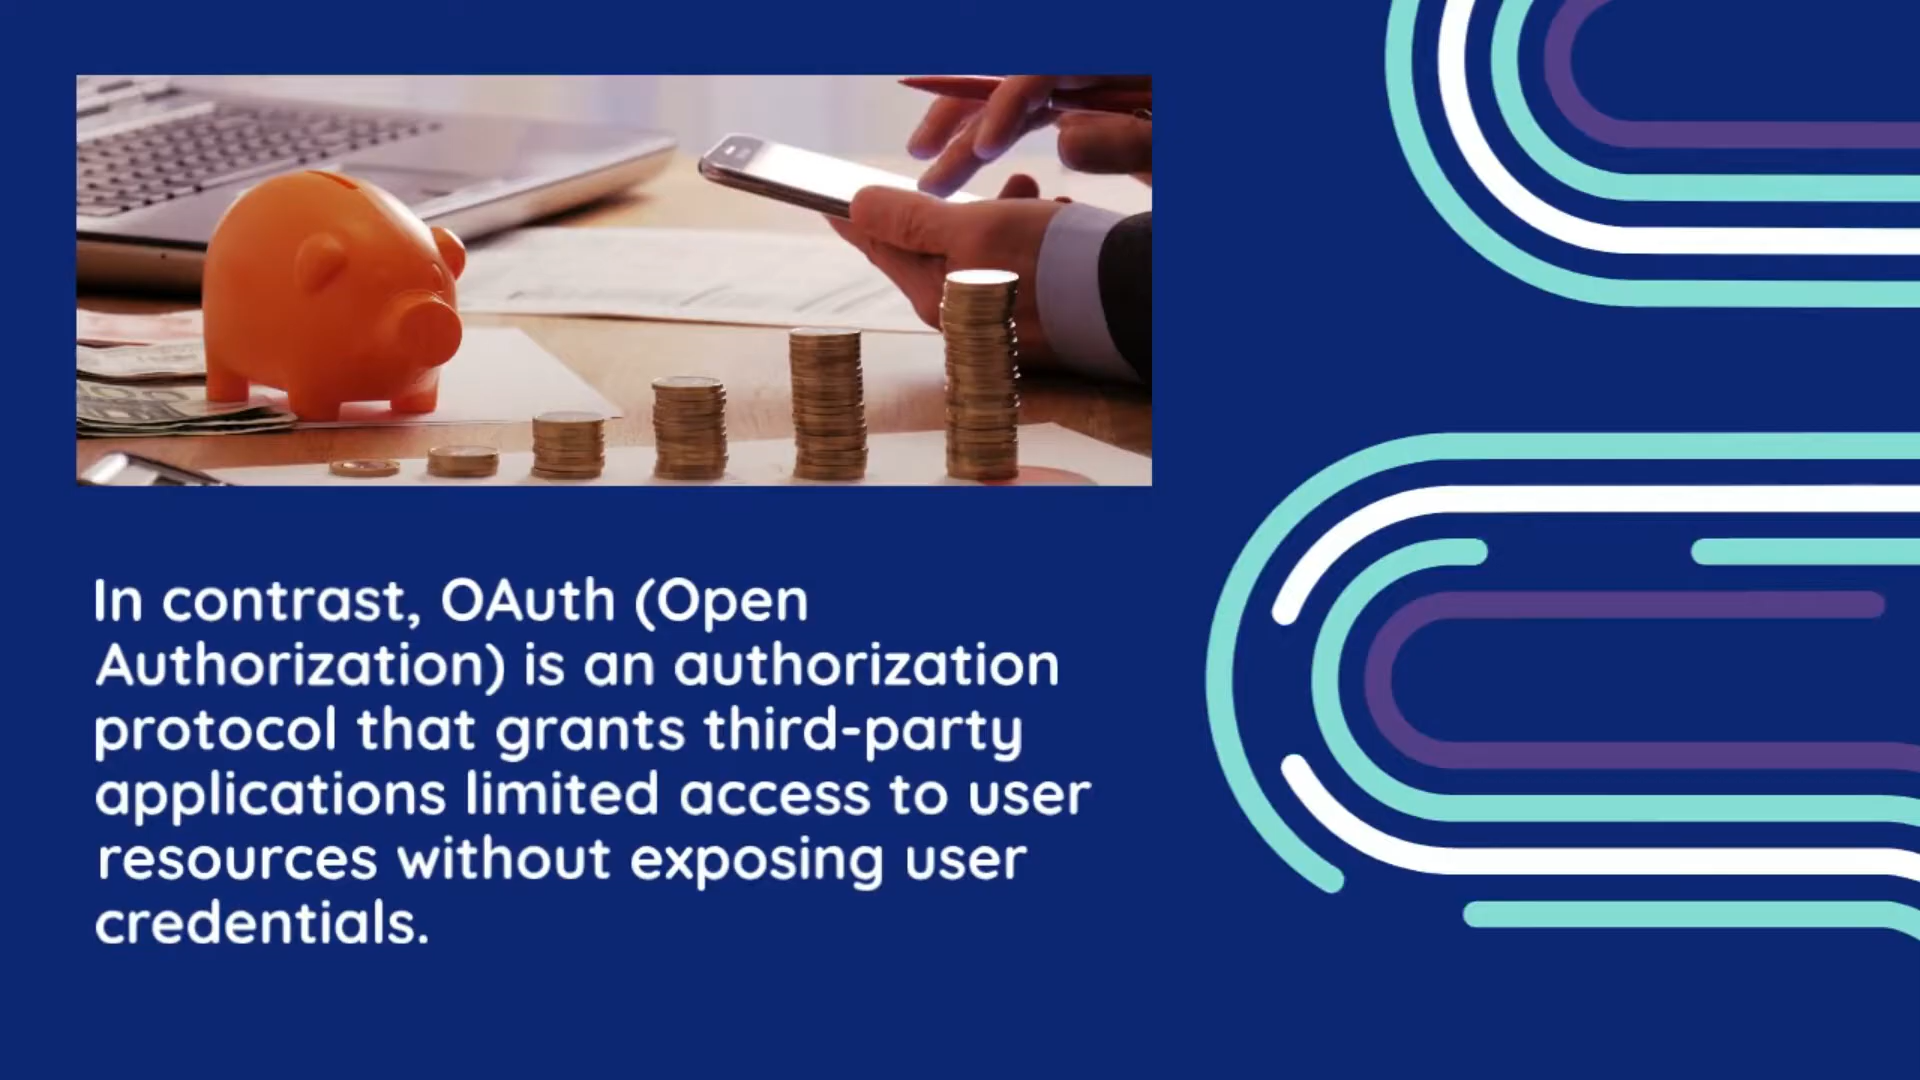 In contrast, OAuth (Open
Authorization) is an authorization
protocol that grants third-party
applications limited access to user
resources without exposing user
credentials.